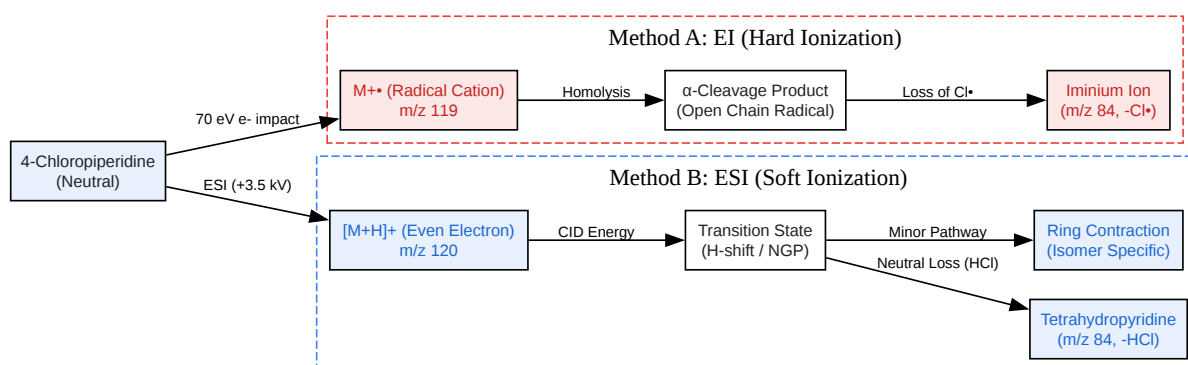 Method A: EI (Hard Ionization)
M+• (Radical Cation)
m/z 119
Homolysis
α-Cleavage Product
(Open Chain Radical)
Loss of Cl•
Iminium Ion
(m/z 84, -Cl•)
70 eV e- impact
4-Chloropiperidine
(Neutral)
ESI (+3.5 kV)
Method B: ESI (Soft Ionization)
[M+H]+ (Even Electron)
m/z 120
CID Energy
Transition State
(H-shift / NGP)
Minor Pathway
Ring Contraction
(Isomer Specific)
Neutral Loss (HCl)
Tetrahydropyridine
(m/z 84, -HCl)